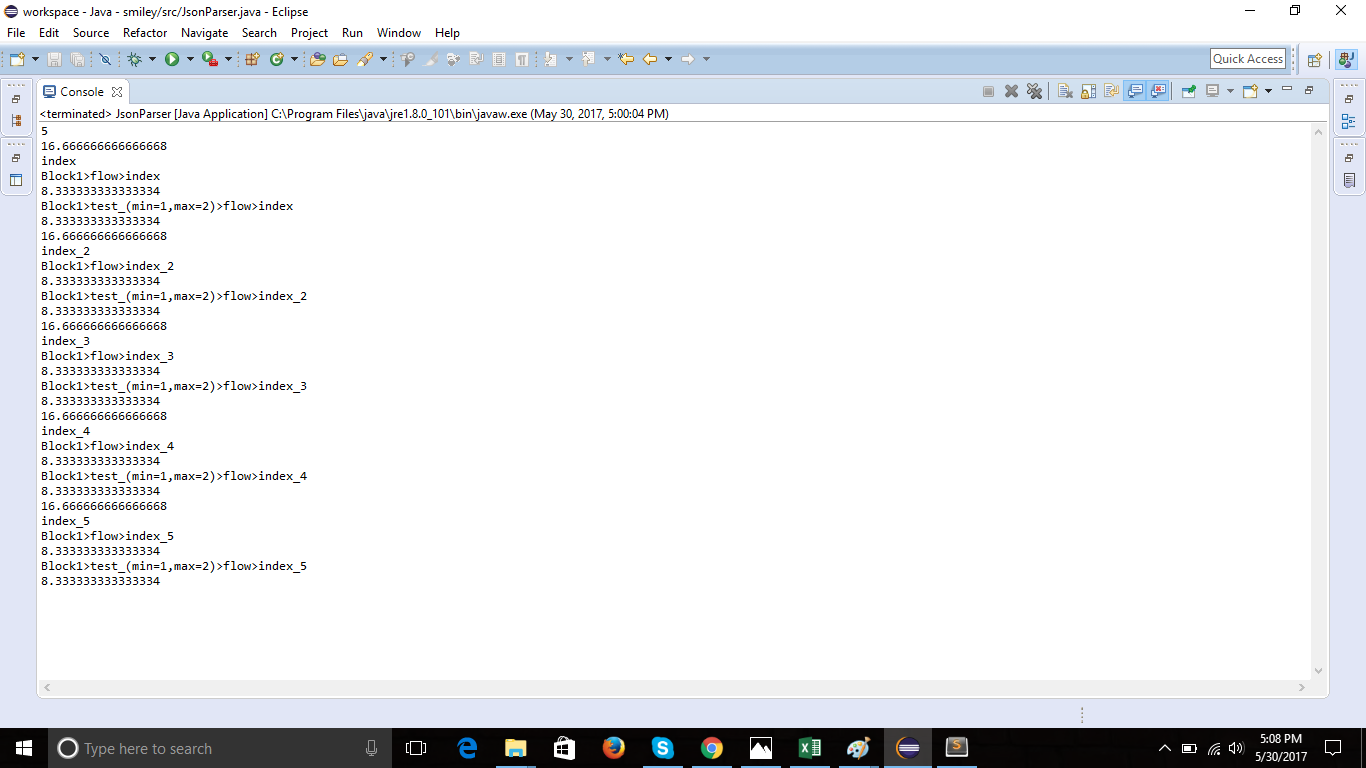 workspace - Java - smiley/src/JsonParser.java - Eclipse
File Edit Source Refactor Navigate Search Project Run Window Help
Quick Access
Console
<terminated> JsonParser [Java Application] C:\Program Files\java\jre1.8.0_101\bin\javaw.exe (May 30, 2017, 5:00:04 PM)
5
16.666666666666668
index
Block1>flow>index
8.333333333333334
Block1>test_(min=1,max=2)>flow>index
8.333333333333334
16.666666666666668
index_2
Block1>flow>index_2
8.333333333333334
Block1>test_(min=1,max=2)>flow>index_2
8.333333333333334
16.666666666666668
index_3
Block1>flow>index_3
8.333333333333334
Block1>test_(min=1,max=2)>flow>index_3
8.333333333333334
16.666666666666668
index_4
Block1>flow>index_4
8.333333333333334
Block1>test_(min=1,max=2)>flow>index_4
8.333333333333334
16.666666666666668
index_5
Block1>flow>index_5
8.333333333333334
Block1>test_(min=1,max=2)>flow>index_5
8.333333333333334
Type here to search
5:08 PM
5/30/2017